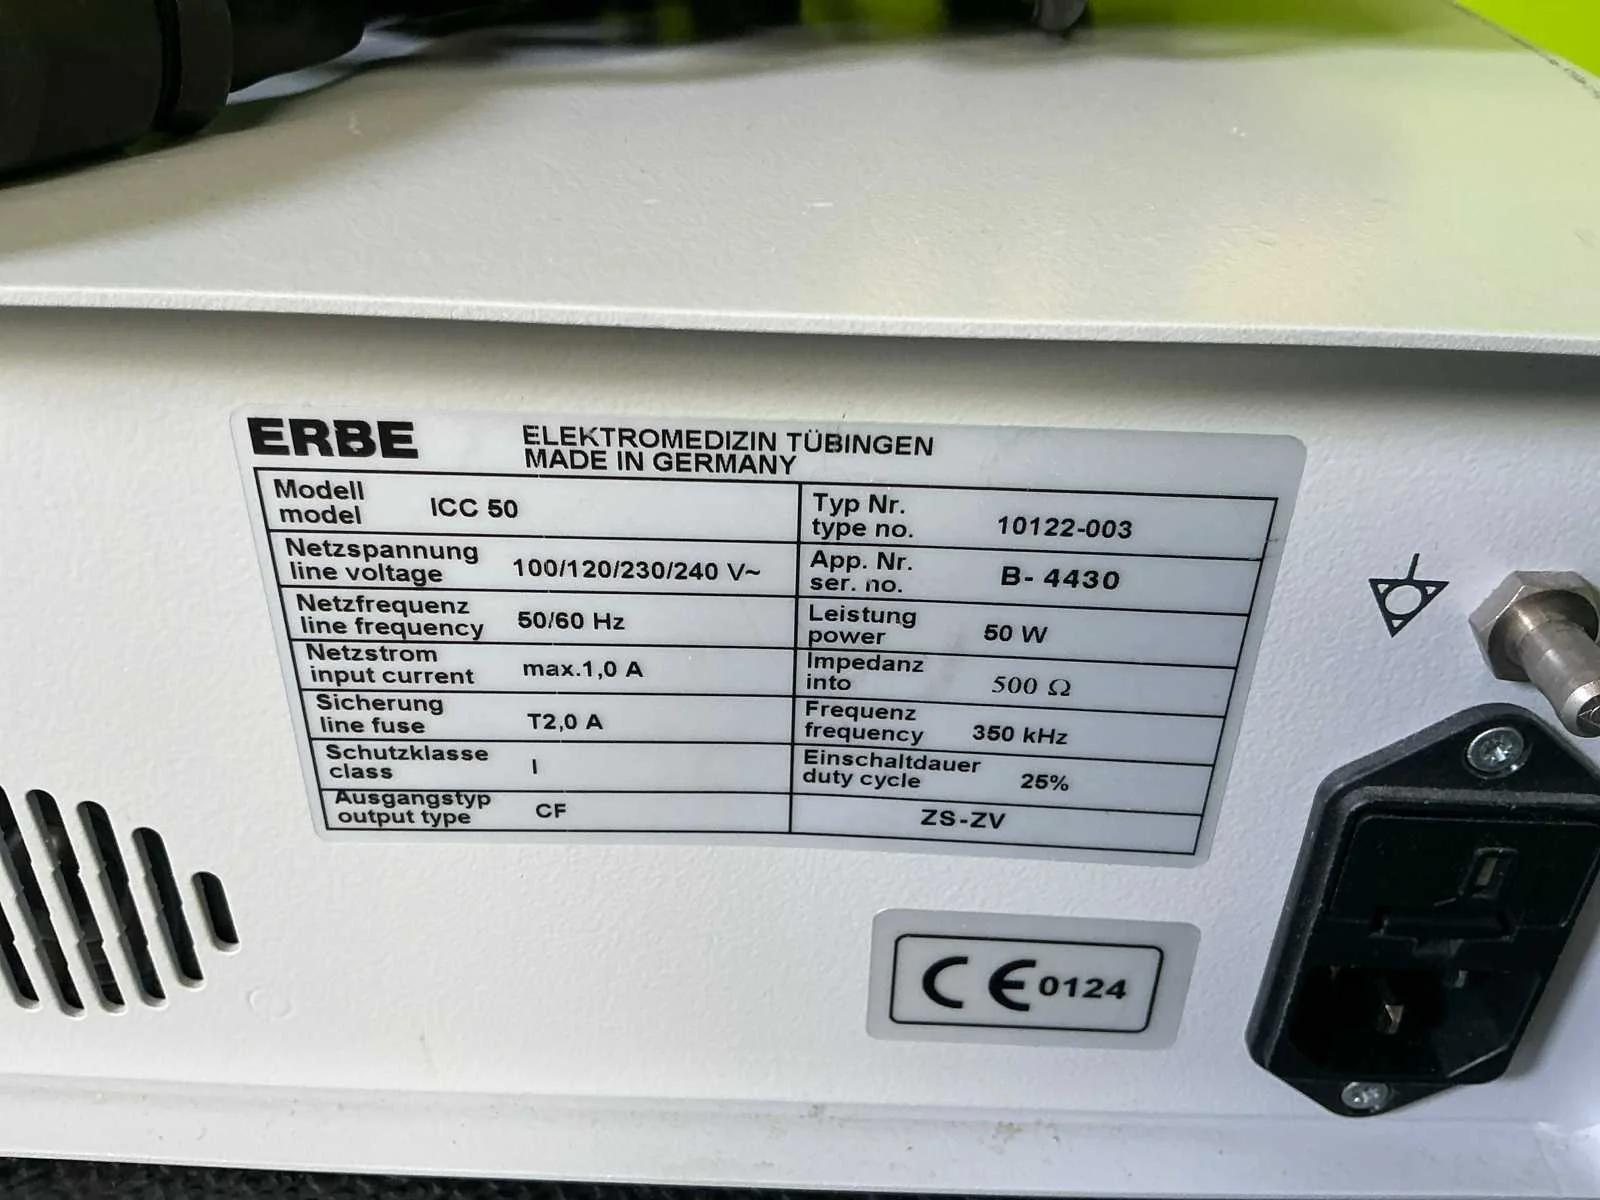 ERBE
ELEKTROMEDIZIN TÜBINGEN
MADE IN GERMANY
Modell
model
ICC 50
Typ Nr.
type no.
10122-003
Netzspannung
line voltage
100/120/230/240 V~
App. Nr.
ser. no.
B- 4430
Netzfrequenz
line frequency
50/60 Hz
Leistung
power
50 W
Netzstrom
input current
max.1,0 A
Impedanz
into
500 Ω
Sicherung
line fuse
T2,0 A
Frequenz
frequency
350 kHz
Schutzklasse
class
I
Einschaltdauer
duty cycle
25%
Ausgangstyp
output type
CF
ZS-ZV
CE 0124